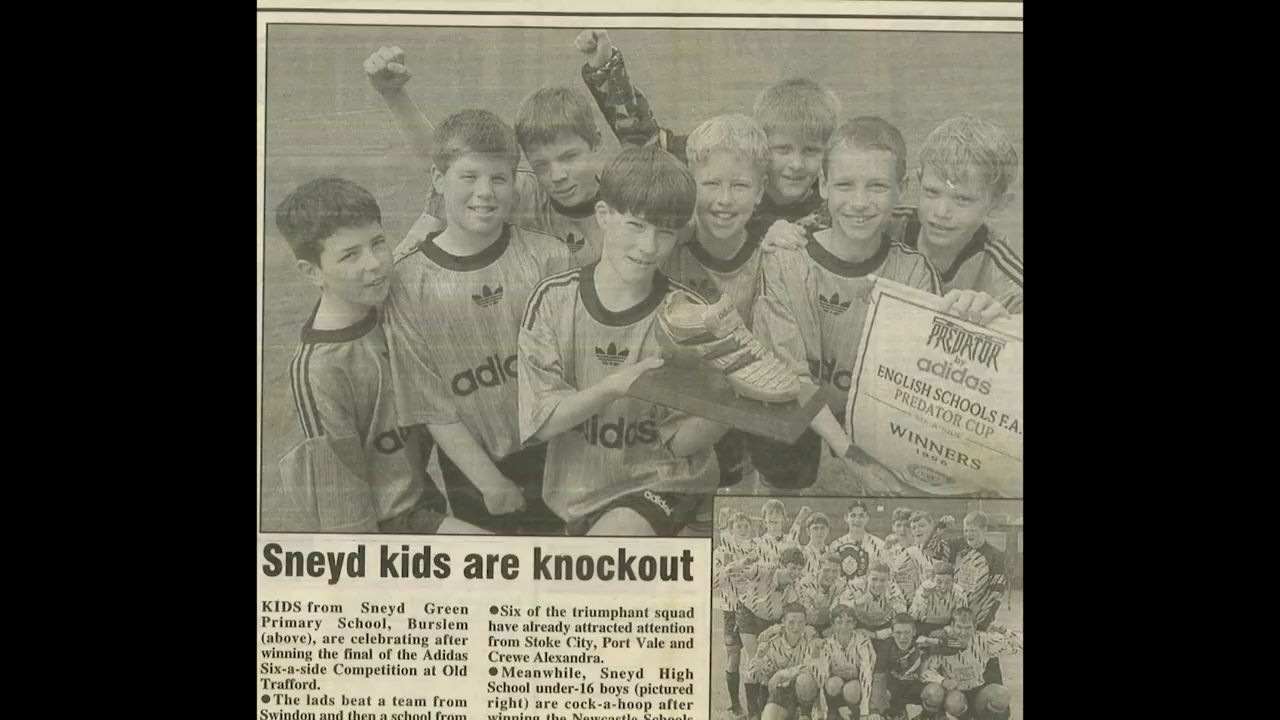 adidas
PREDATOR
by
adidas
ENGLISH SCHOOLS F.A.
PREDATOR CUP
WINNERS
1996
Sneyd kids are knockout
KIDS from Sneyd Green
Primary School, Burslem
(above), are celebrating after
winning the final of the Adidas
Six-a-side Competition at Old
Trafford.
●The lads beat a team from
Swindon and then a school from
●Six of the triumphant squad
have already attracted attention
from Stoke City, Port Vale and
Crewe Alexandra.
●Meanwhile, Sneyd High
School under-16 boys (pictured
right) are cock-a-hoop after
winning the Newcastle Schools